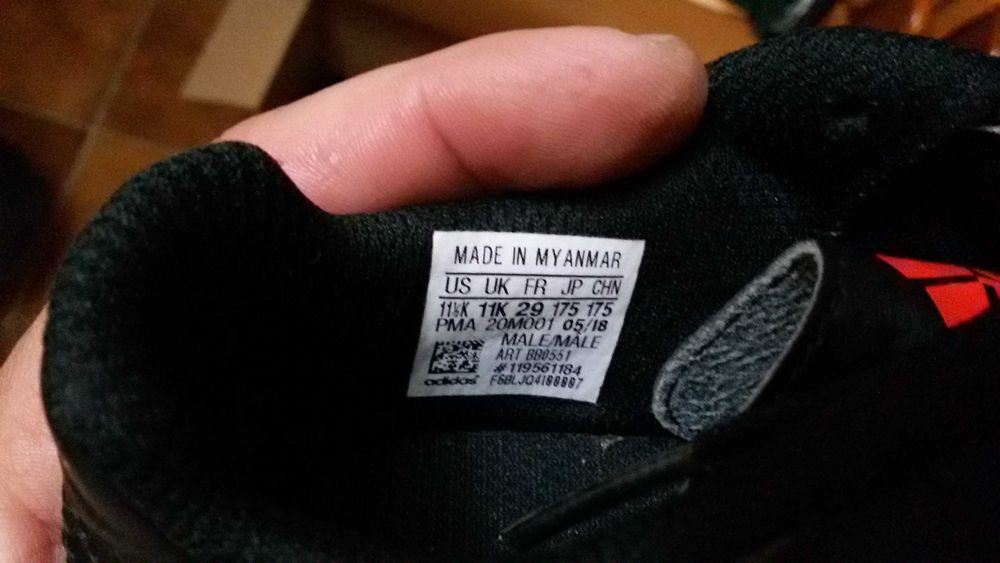 MADE IN MYANMAR
US UK FR JP CHN
11½K 11K 29 175 175
PMA 20M001 05/18
MALE/MALE
ART BB0551
#119561184
adidas F6BLJQ4I00007